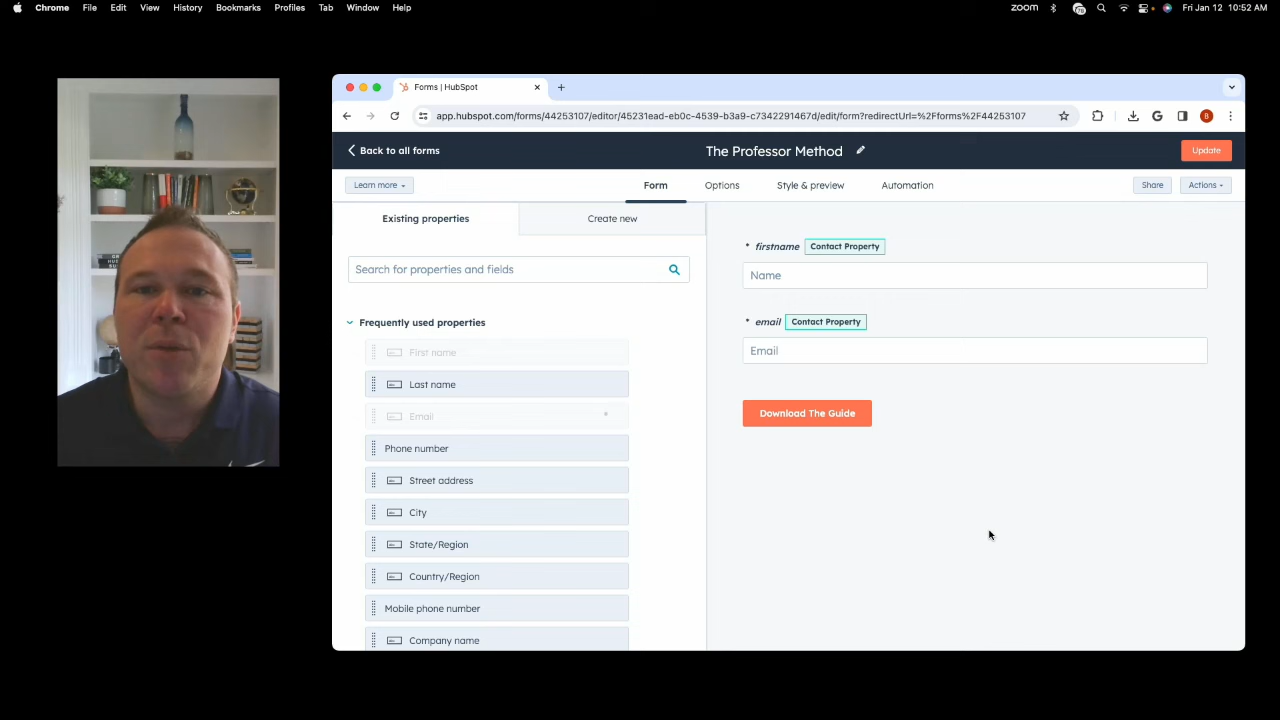 Chrome File Edit View History Bookmarks Profiles Tab Window Help
zoom Fri Jan 12 10:52 AM
Forms | HubSpot
app.hubspot.com/forms/44253107/editor/45231ead-eb0c-4539-b3a9-c7342291467d/edit/form?redirectUrl=%2Fforms%2F44253107
B
Back to all forms
The Professor Method
Update
Learn more
Form Options Style & preview Automation
Share Actions
Existing properties
Create new
Search for properties and fields
Frequently used properties
First name
Last name
Email *
Phone number
Street address
City
State/Region
Country/Region
Mobile phone number
Company name
* firstname Contact Property
Name
* email Contact Property
Email
Download The Guide